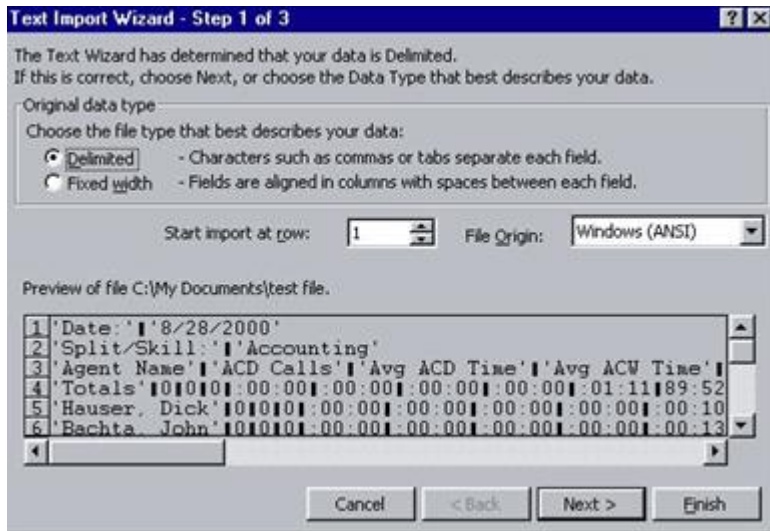 Text Import Wizard - Step 1 of 3
The Text Wizard has determined that your data is Delimited.
If this is correct, choose Next, or choose the Data Type that best describes your data.
Original data type
Choose the file type that best describes your data:
Delimited - Characters such as commas or tabs separate each field.
Fixed width - Fields are aligned in columns with spaces between each field.
Start import at row: 1 File Origin: Windows (ANSI)
Preview of file C:\My Documents\test file.
1 'Date:'▮'8/28/2000'
2 'Split/Skill:'▮'Accounting'
3 'Agent Name'▮'ACD Calls'▮'Avg ACD Time'▮'Avg ACW Time'▮
4 'Totals'▮0▮0▮0▮:00:00▮:00:00▮:00:00▮:00:00▮:01:11▮89:52
5 'Hauser, Dick'▮0▮0▮0▮:00:00▮:00:00▮:00:00▮:00:00▮:00:10
6 'Bachta, John'▮0▮0▮0▮:00:00▮:00:00▮:00:00▮:00:00▮:00:13
Cancel < Back Next > Finish